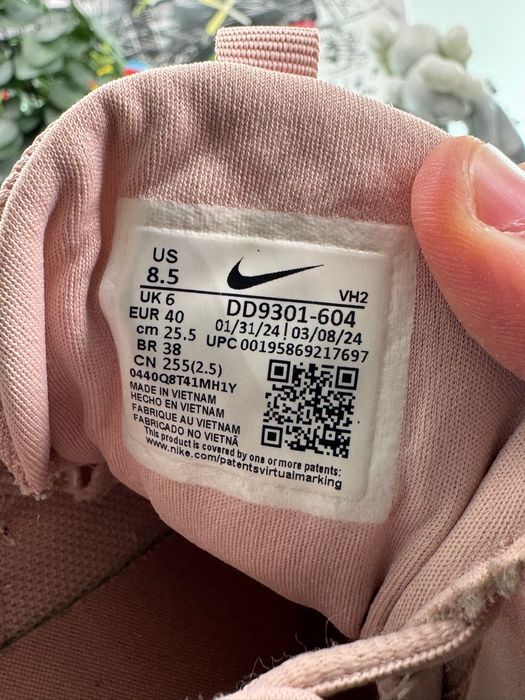 US
8.5
VH2
UK 6
DD9301-604
EUR 40
01/31/24 | 03/08/24
cm 25.5
UPC 00195869217697
BR 38
CN 255(2.5)
0440Q8T41MH1Y
MADE IN VIETNAM
HECHO EN VIETNAM
FABRIQUE AU VIETNAM
FABRICADO NO VIETNÃ
This product is covered by one or more patents:
www.nike.com/patentsvirtualmarking